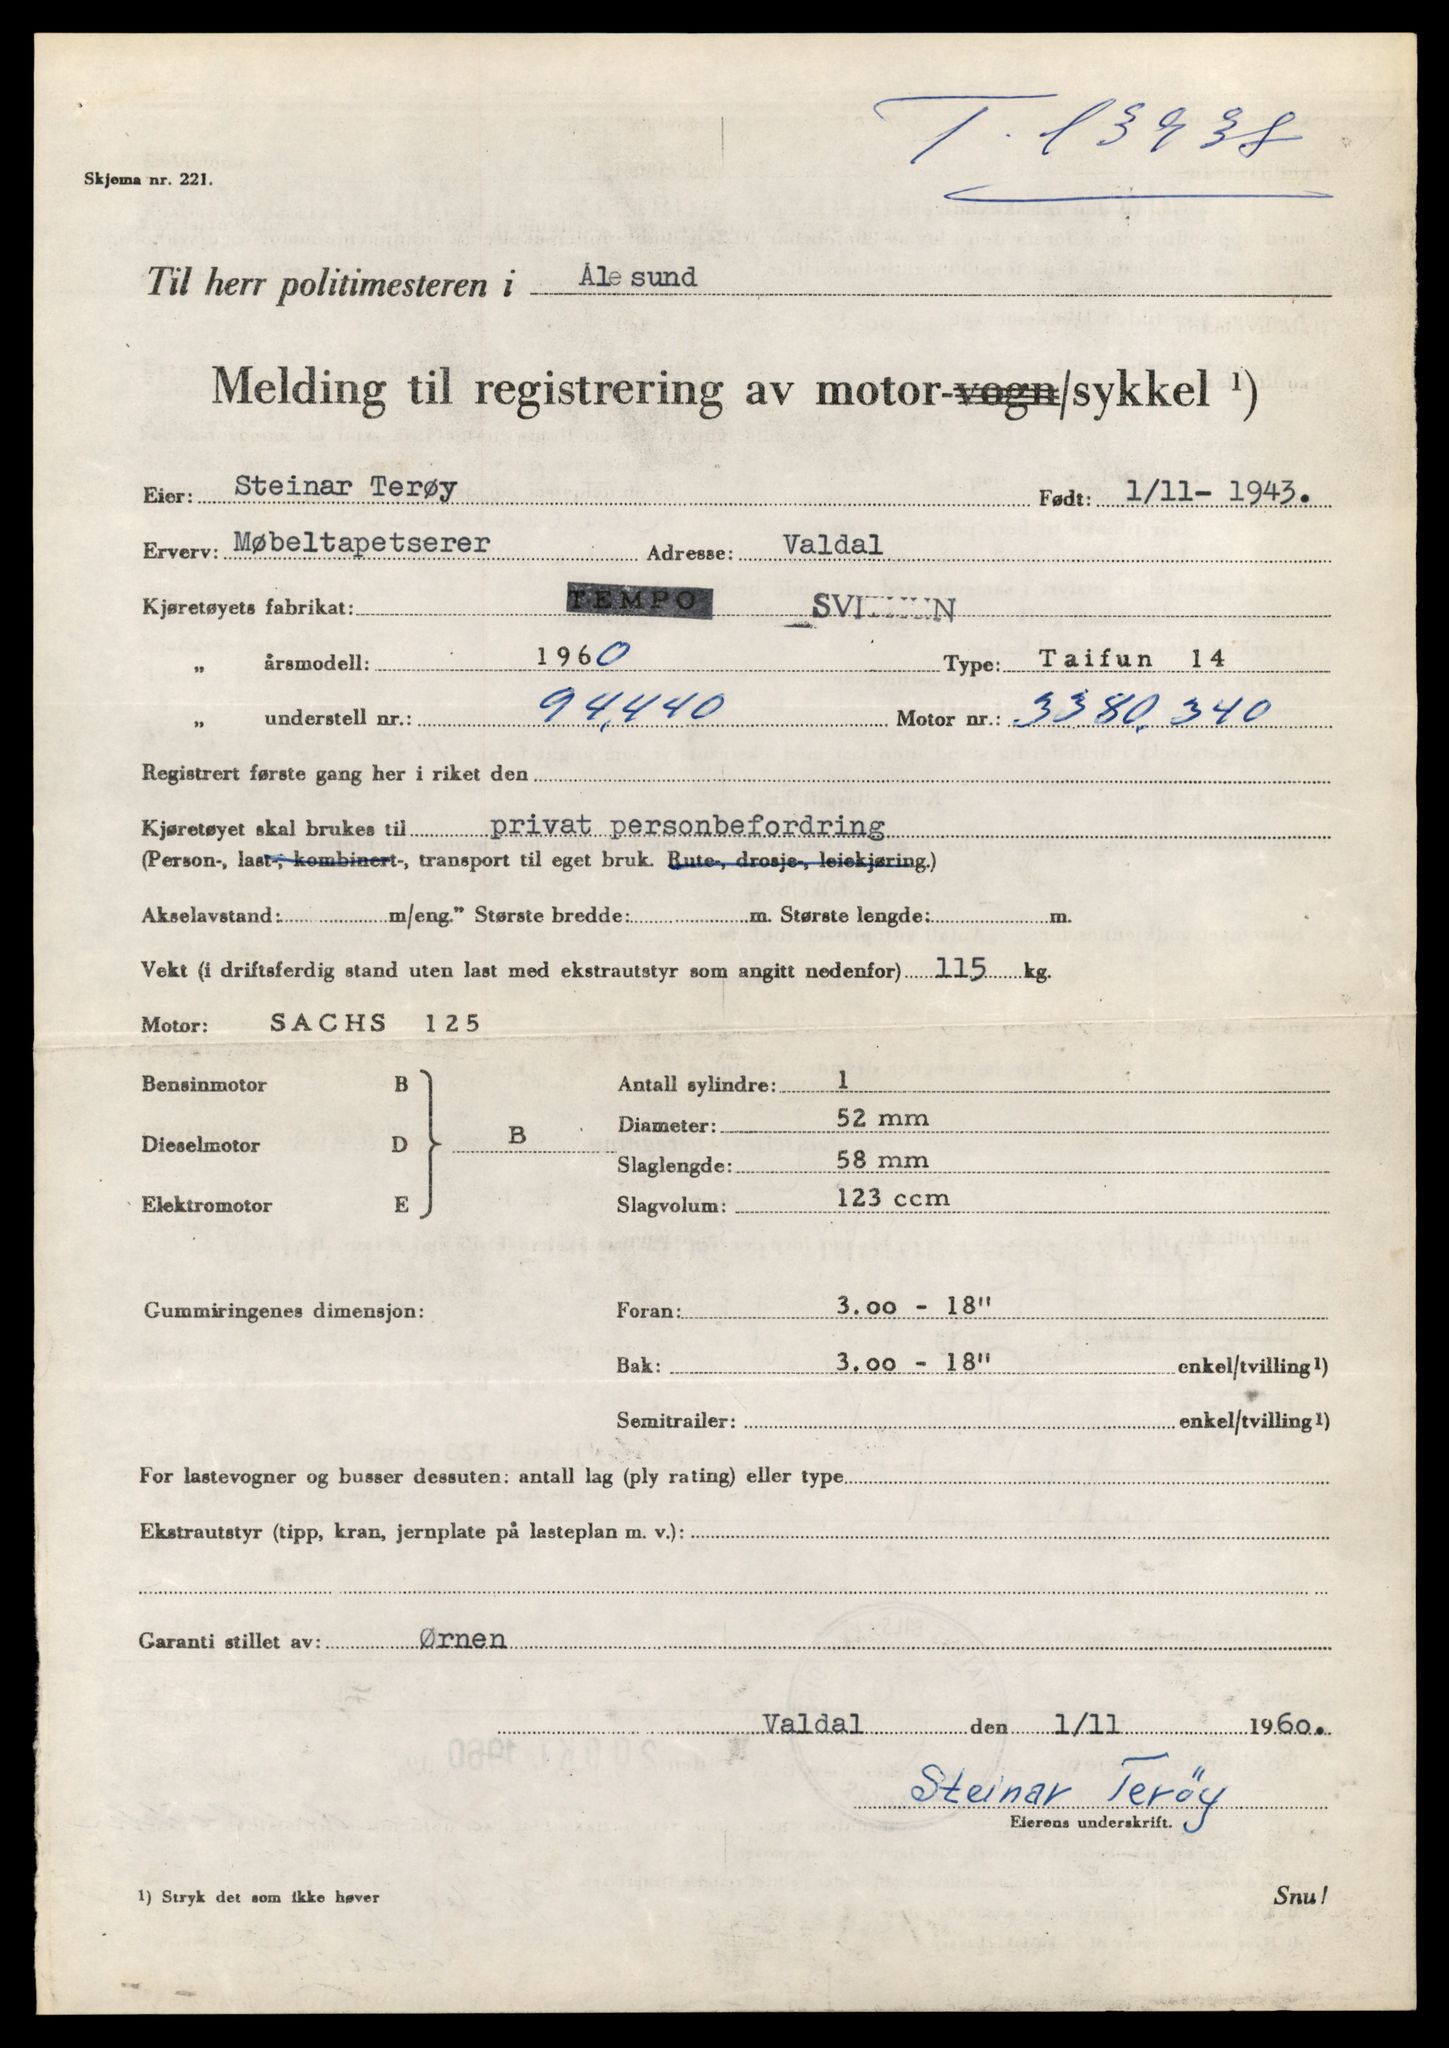 T. 13938
Skjema nr. 221.
Til herr politimesteren i Ålesund
Melding til registrering av motor-vogn/sykkel ¹)
Eier: Steinar Terøy Født: 1/11- 1943.
Erverv: Møbeltapetserer Adresse: Valdal
Kjøretøyets fabrikat: TEMPO
„ årsmodell: 1960 Type: Taifun 14
„ understell nr.: 94,440 Motor nr.: 3380,340
Registrert første gang her i riket den
Kjøretøyet skal brukes til privat personbefordring
(Person-, last-, kombinert-, transport til eget bruk. Rute-, drosje-, leiekjøring.)
Akselavstand: m/eng." Største bredde: m. Største lengde: m.
Vekt (i driftsferdig stand uten last med ekstrautstyr som angitt nedenfor) 115 kg.
Motor: SACHS 125
Bensinmotor B Antall sylindre: 1
Diameter: 52 mm
Dieselmotor D B
Slaglengde: 58 mm
Elektromotor E Slagvolum: 123 ccm
Gummiringenes dimensjon: Foran: 3.00 - 18"
Bak: 3.00 - 18" enkel/tvilling¹)
Semitrailer: enkel/tvilling¹)
For lastevogner og busser dessuten: antall lag (ply rating) eller type
Ekstrautstyr (tipp, kran, jernplate på lasteplan m. v.):
Garanti stillet av: Ørnen
Valdal den 1/11 1960.
Steinar Teröy
Eierens underskrift.
¹) Stryk det som ikke høver Snu!